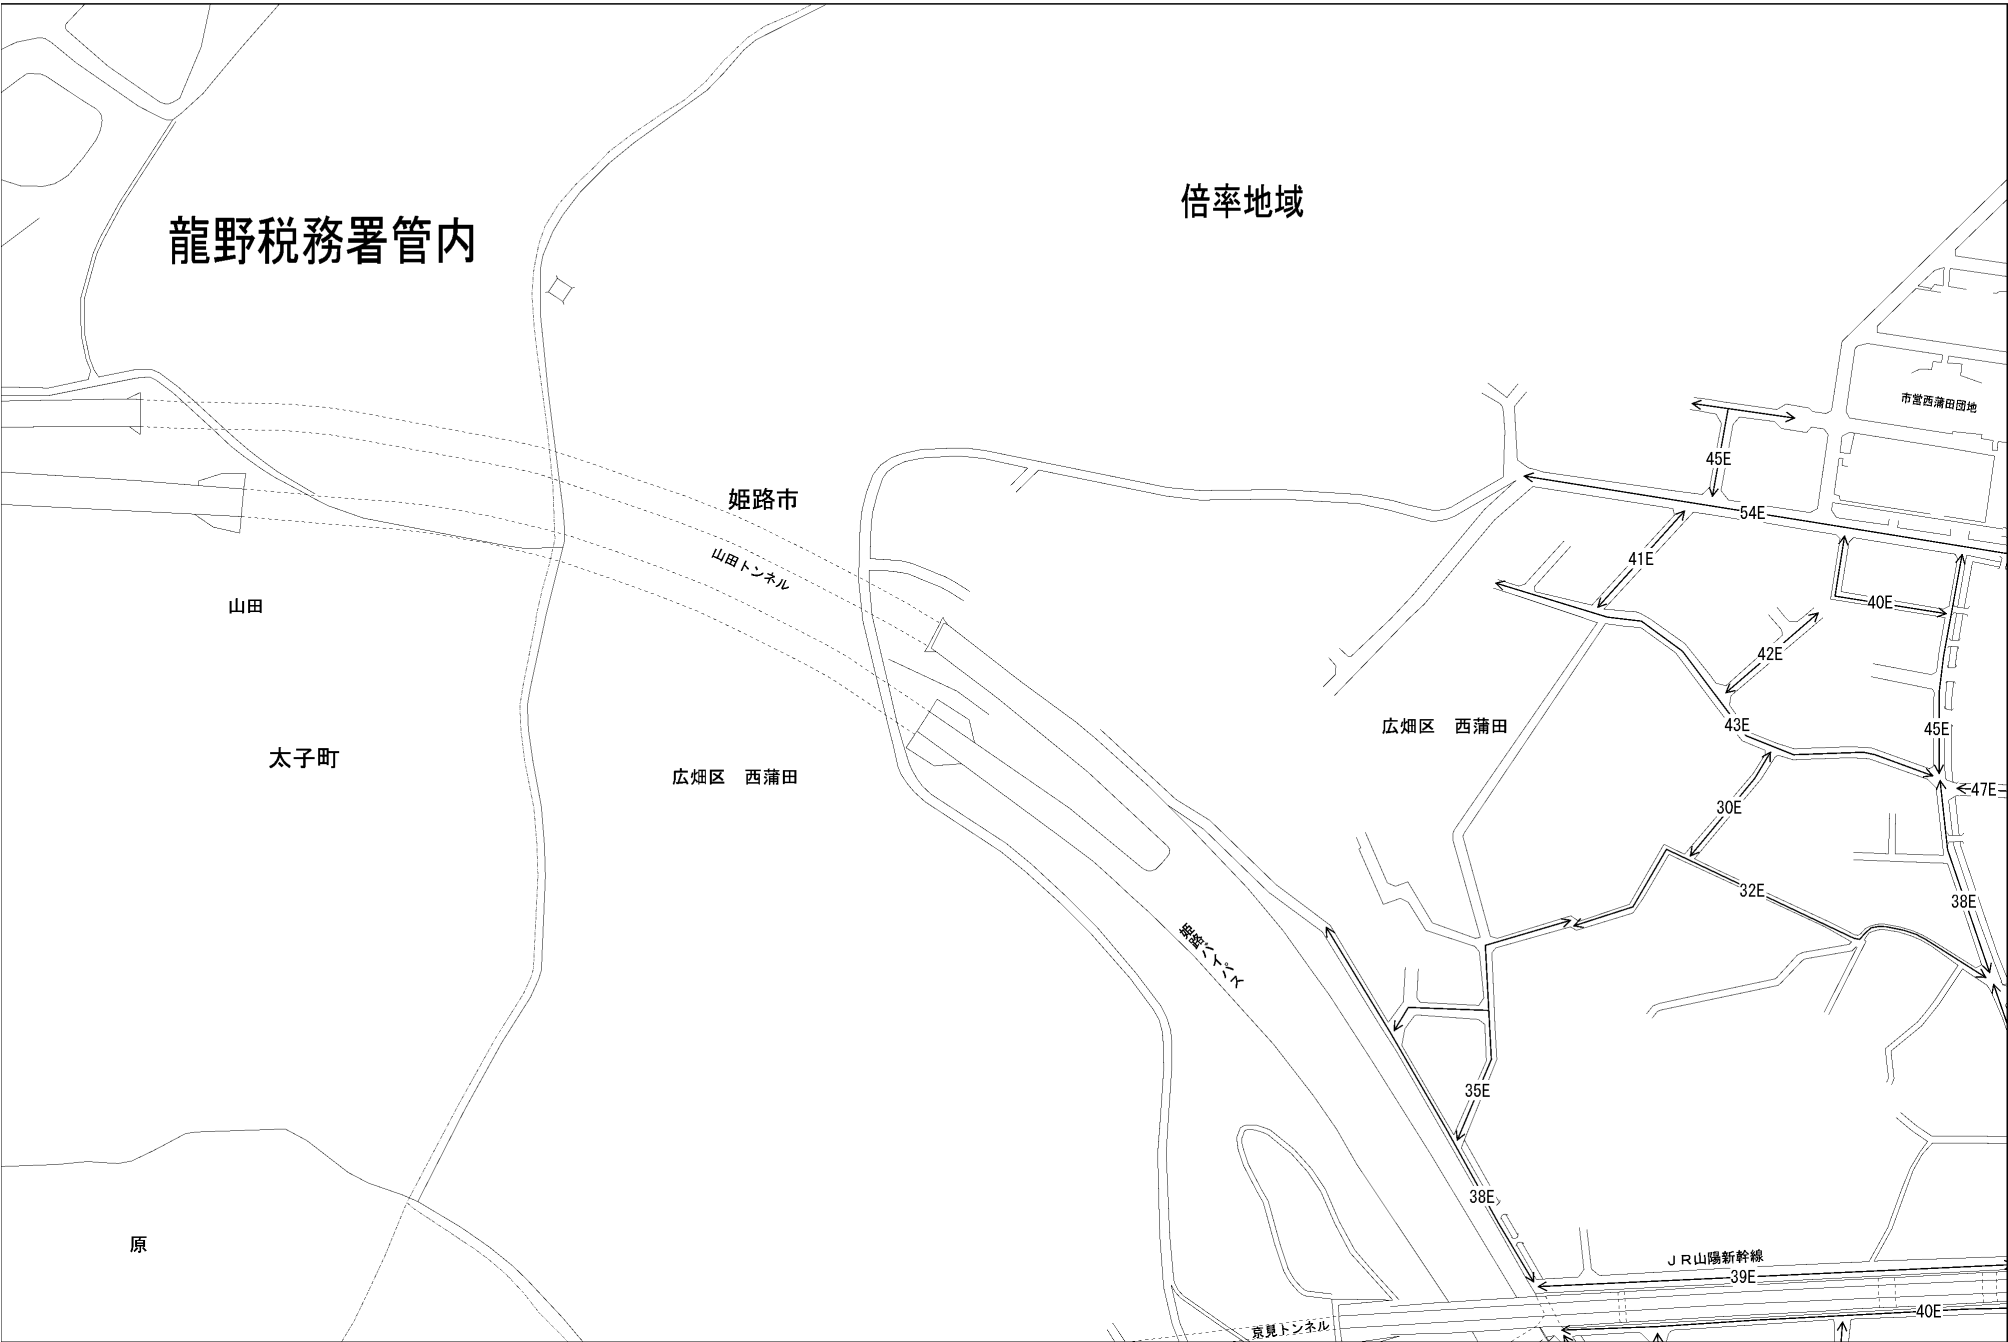 倍率地域
龍野税務署管内
市営西蒲田団地
45E
姫路市
54E
山田トンネル
41E
山田
40E
42E
広畑区　西蒲田
43E
45E
太子町
広畑区　西蒲田
47E
30E
32E
38E
姫路バイパス
35E
38E
原
ＪＲ山陽新幹線
39E
40E
京見トンネル